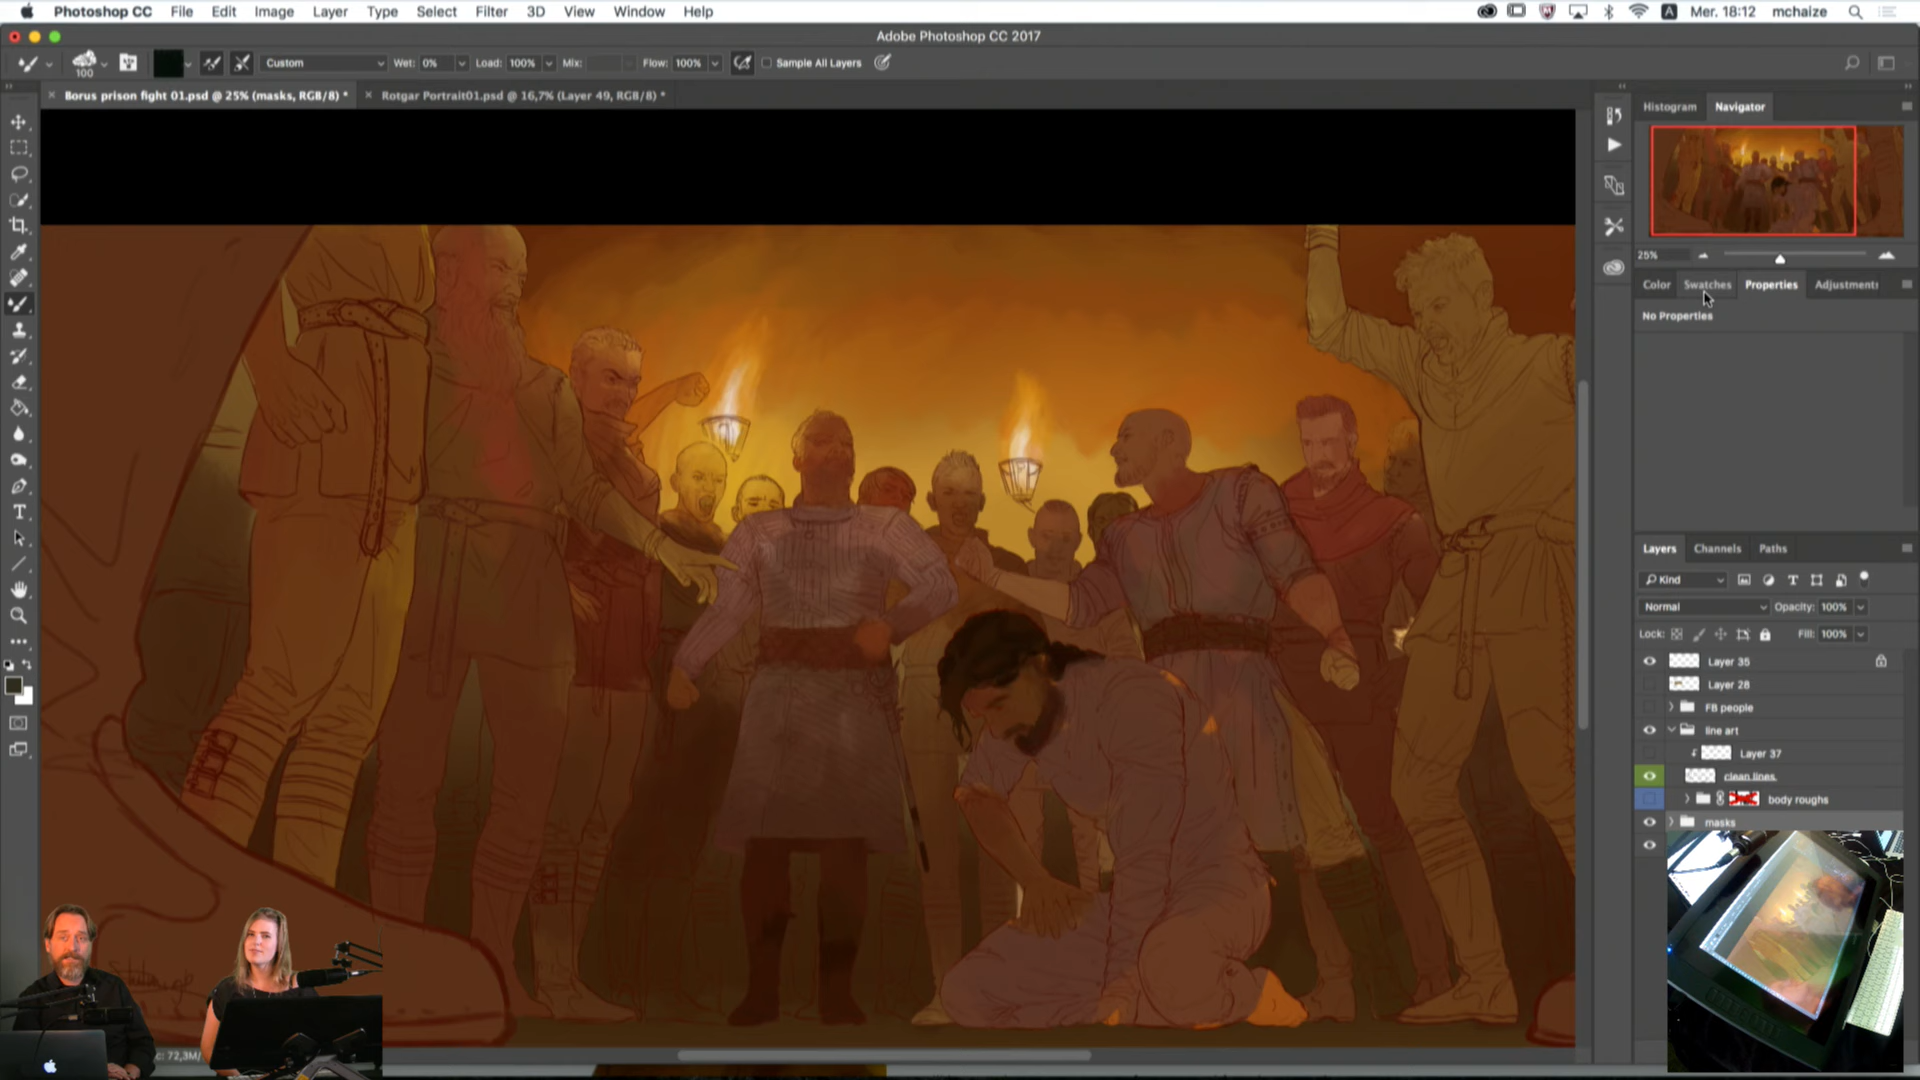 Photoshop CC File Edit Image Layer Type Select Filter 3D View Window Help Mer. 18:12 mchaize
Adobe Photoshop CC 2017
100 Custom Wet: 0% Load: 100% Mix: Flow: 100% Sample All Layers
Borus prison fight 01.psd @ 25% (masks, RGB/8) * Rotgar Portrait01.psd @ 16,7% (Layer 49, RGB/8) *
Histogram Navigator
25%
Color Swatches Properties Adjustments
No Properties
Layers Channels Paths
Kind
Normal Opacity: 100%
Lock: Fill: 100%
Layer 35
Layer 28
FB people
line art
Layer 37
clean lines
body roughs
masks
72,3M/